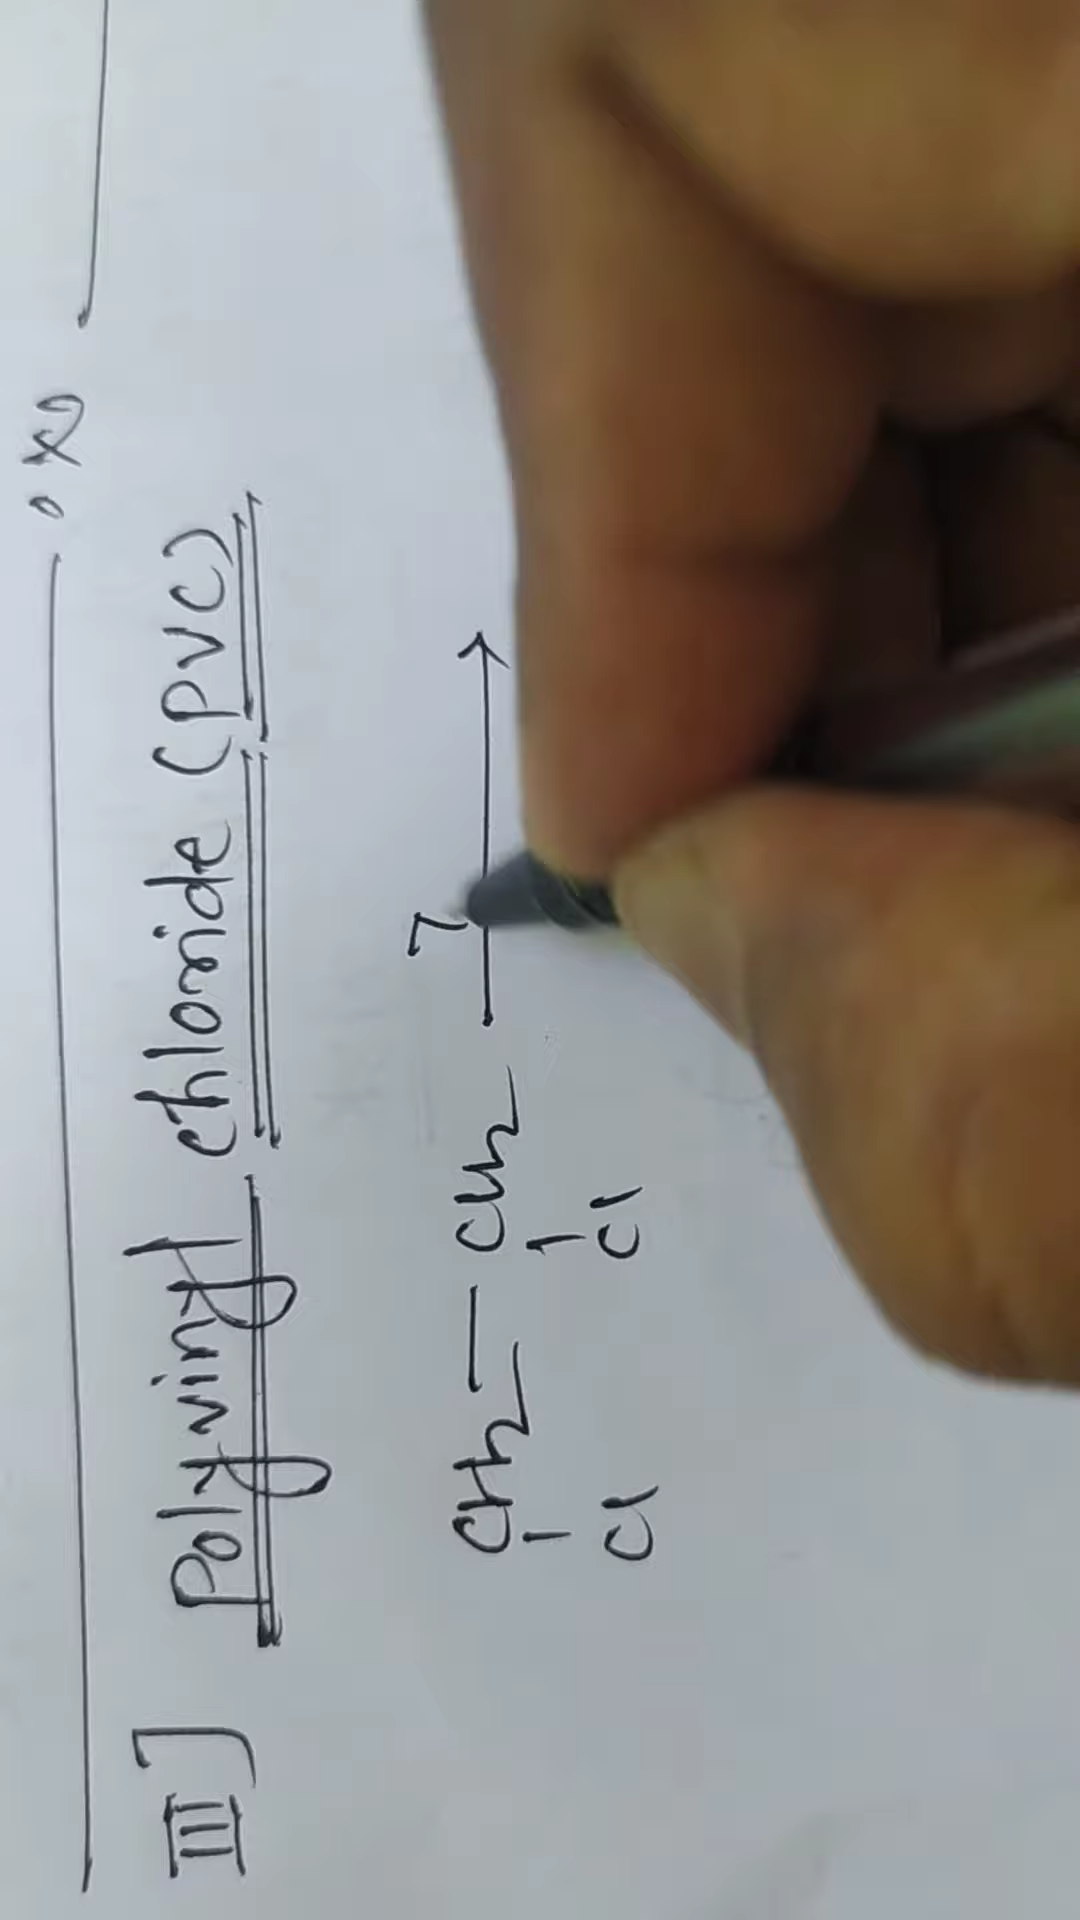 x
III] Polyvinyl chloride (PVC)
CH2 — CH2 ⟶
Cl Cl